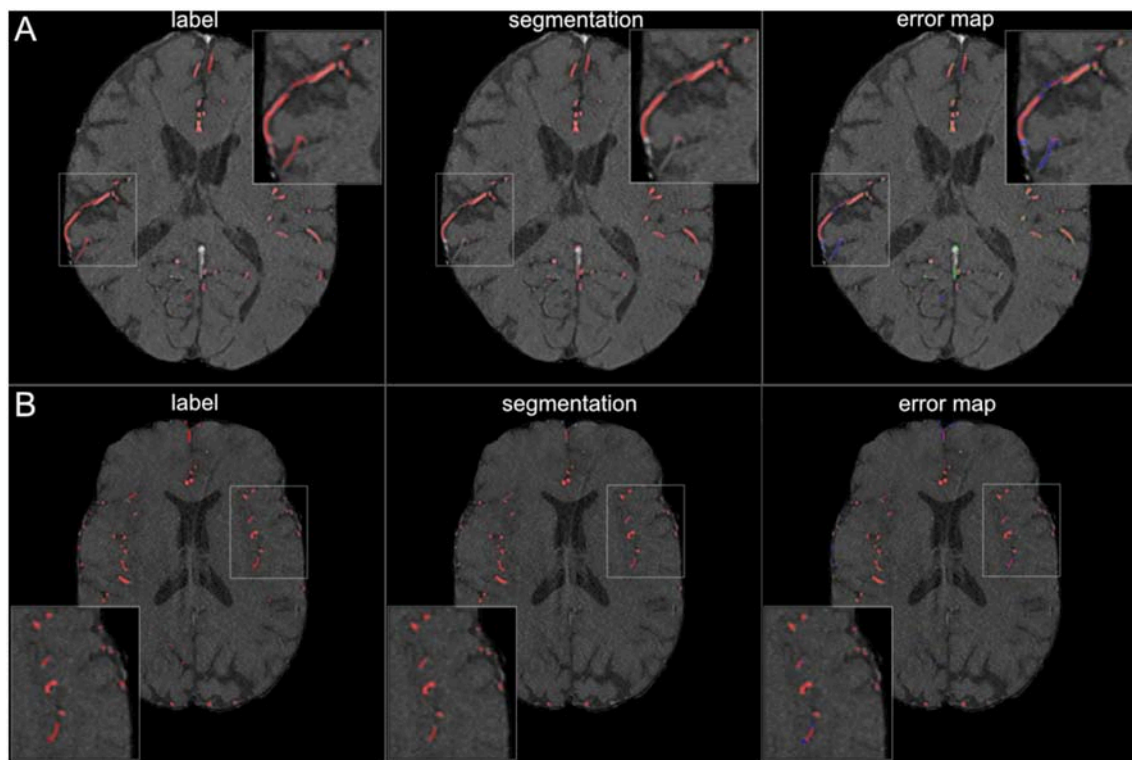 A
label
segmentation
error map
B
label
segmentation
error map